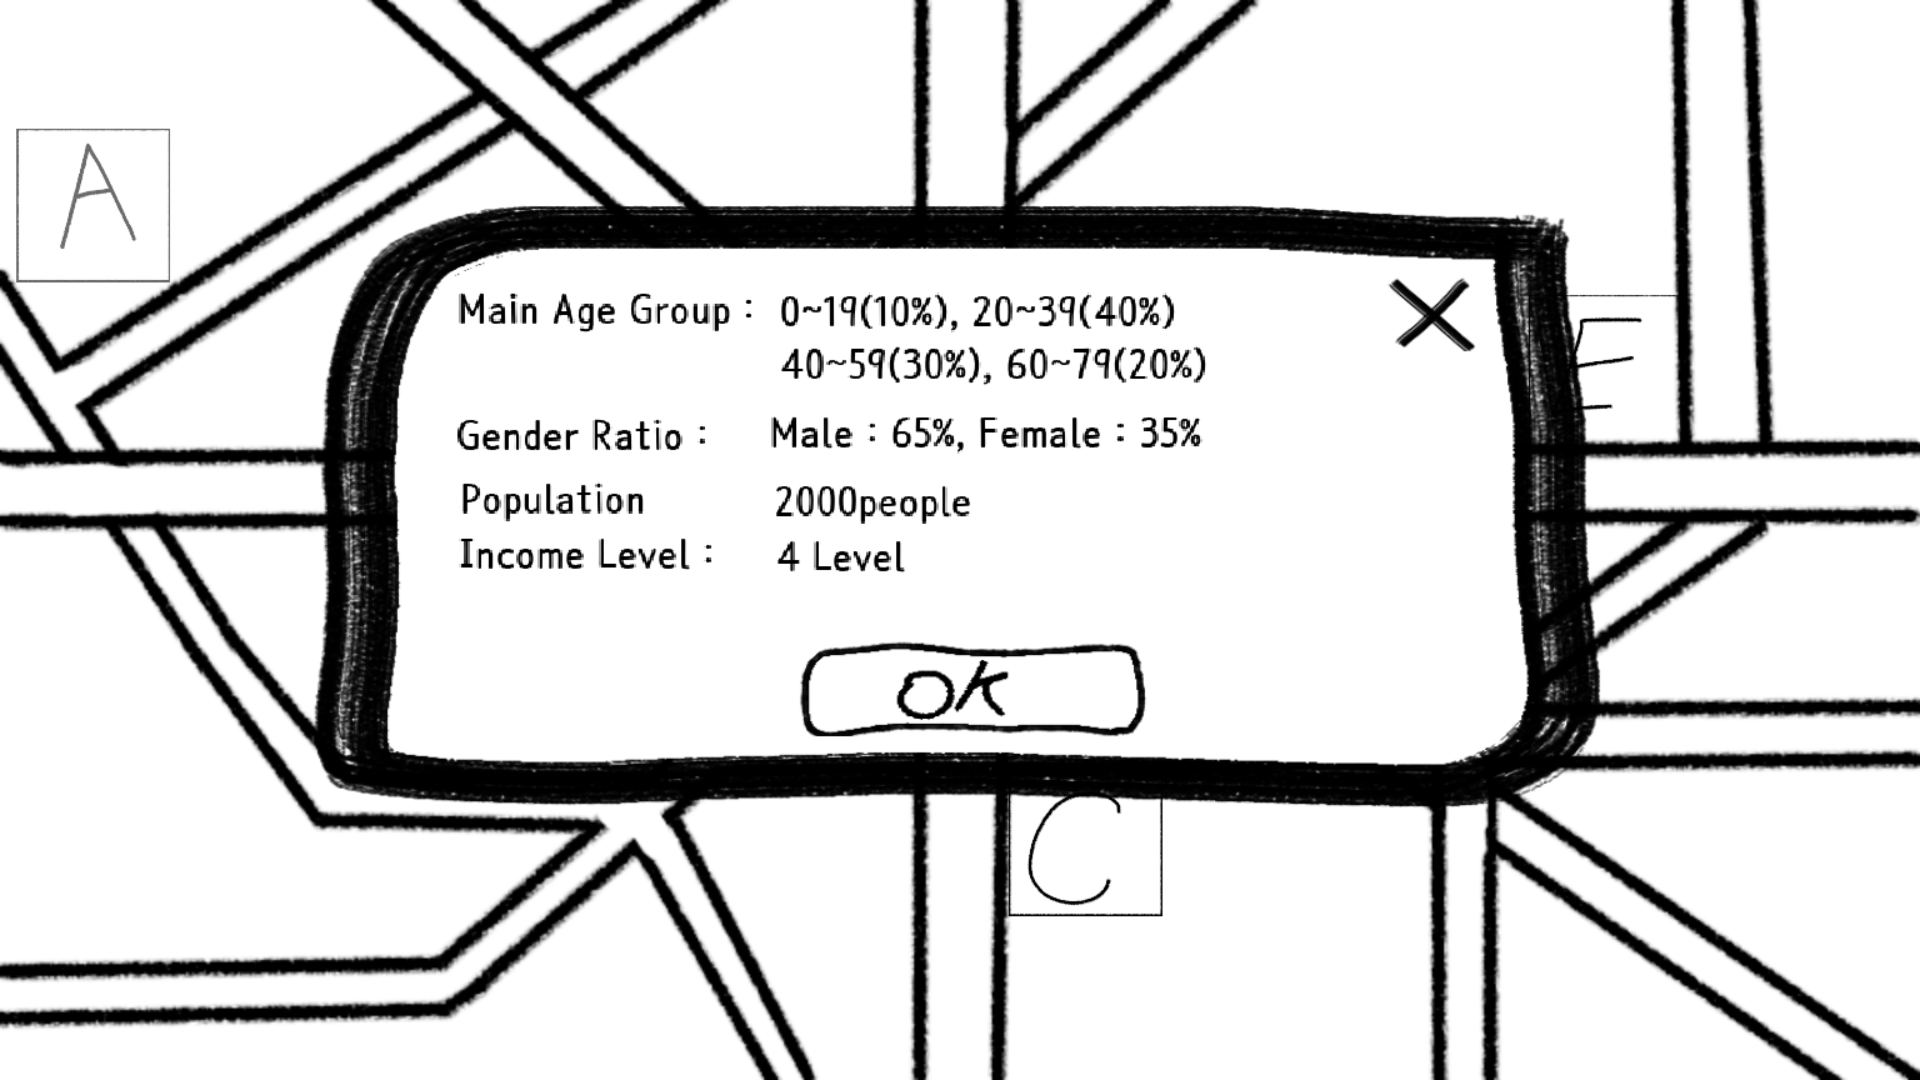 A
Main Age Group : 0~19(10%), 20~39(40%)
40~59(30%), 60~79(20%)
Gender Ratio : Male : 65%, Female : 35%
Population 2000people
Income Level : 4 Level
OK
E
C